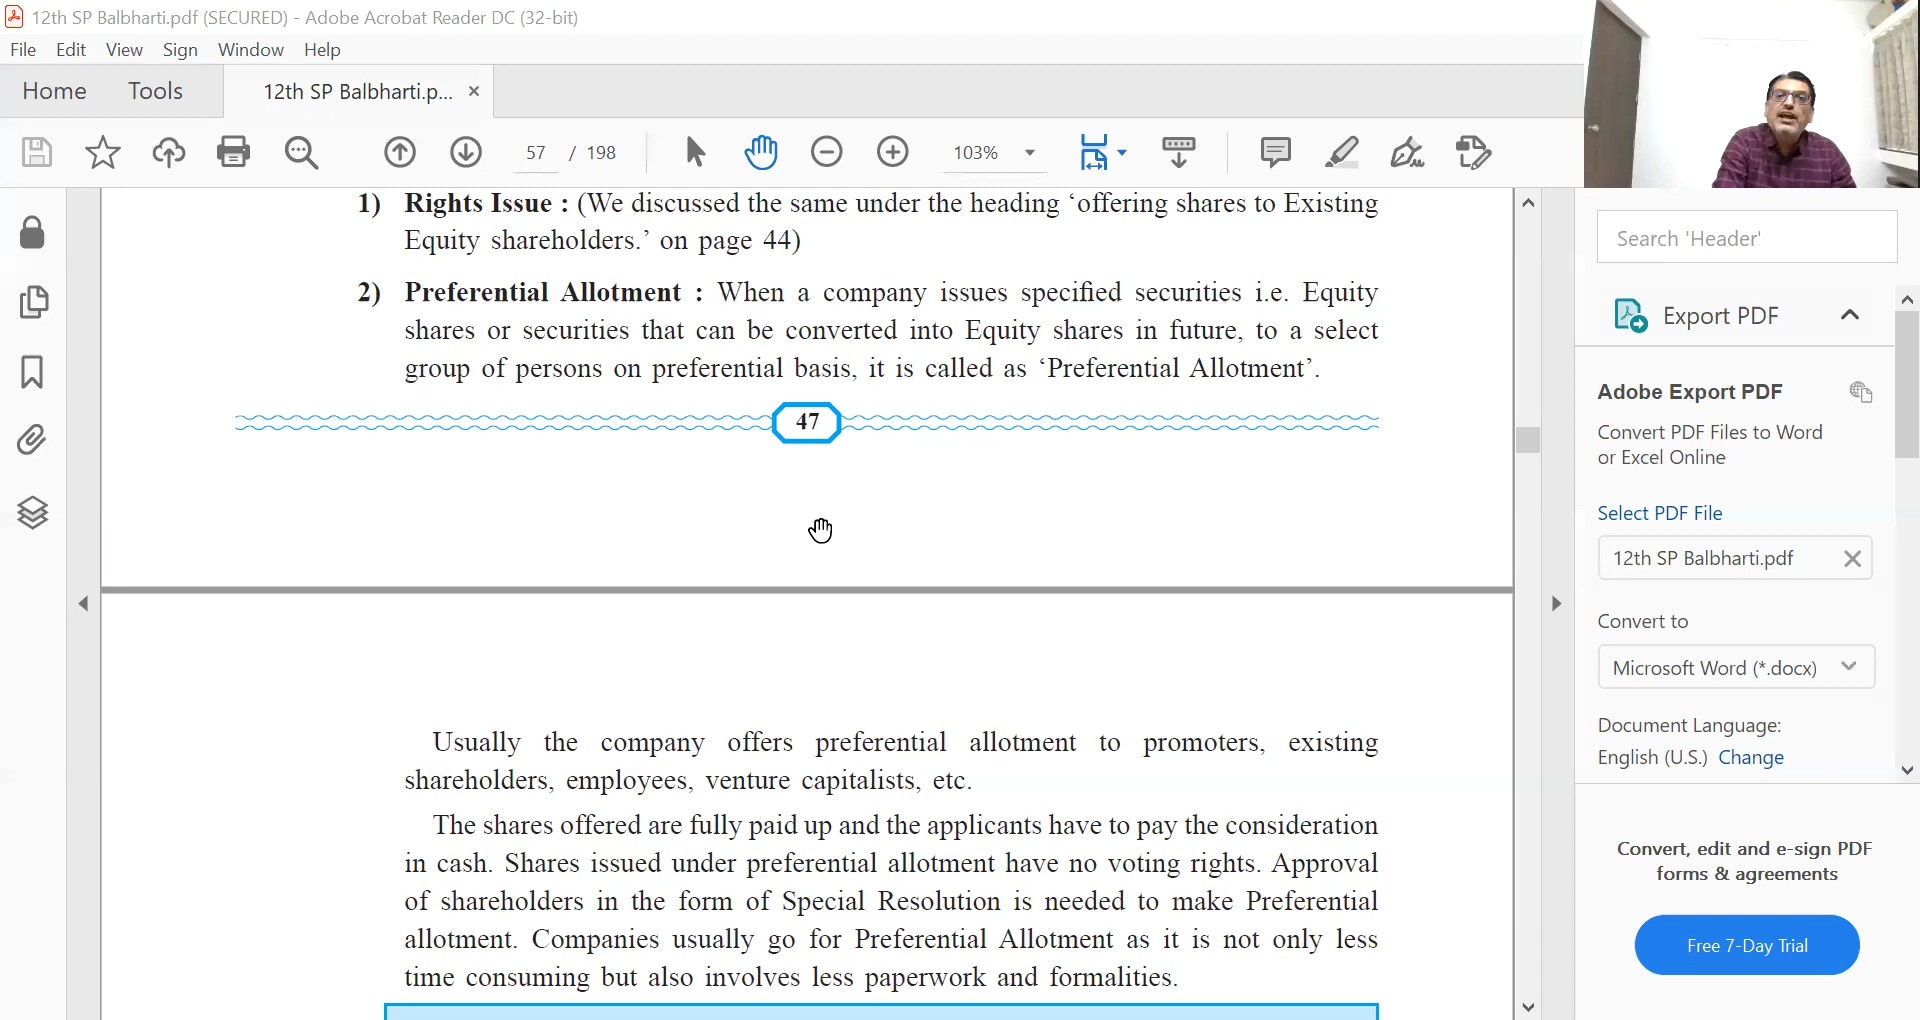 12th SP Balbharti.pdf (SECURED) - Adobe Acrobat Reader DC (32-bit)
File Edit View Sign Window Help
Home Tools 12th SP Balbharti.p... ×
57 / 198 103%
1) Rights Issue : (We discussed the same under the heading ‘offering shares to Existing
Equity shareholders.’ on page 44)
2) Preferential Allotment : When a company issues specified securities i.e. Equity
shares or securities that can be converted into Equity shares in future, to a select
group of persons on preferential basis, it is called as ‘Preferential Allotment’.
47
Usually the company offers preferential allotment to promoters, existing
shareholders, employees, venture capitalists, etc.
The shares offered are fully paid up and the applicants have to pay the consideration
in cash. Shares issued under preferential allotment have no voting rights. Approval
of shareholders in the form of Special Resolution is needed to make Preferential
allotment. Companies usually go for Preferential Allotment as it is not only less
time consuming but also involves less paperwork and formalities.
Search 'Header'
Export PDF
Adobe Export PDF
Convert PDF Files to Word
or Excel Online
Select PDF File
12th SP Balbharti.pdf
Convert to
Microsoft Word (*.docx)
Document Language:
English (U.S.) Change
Convert, edit and e-sign PDF
forms & agreements
Free 7-Day Trial